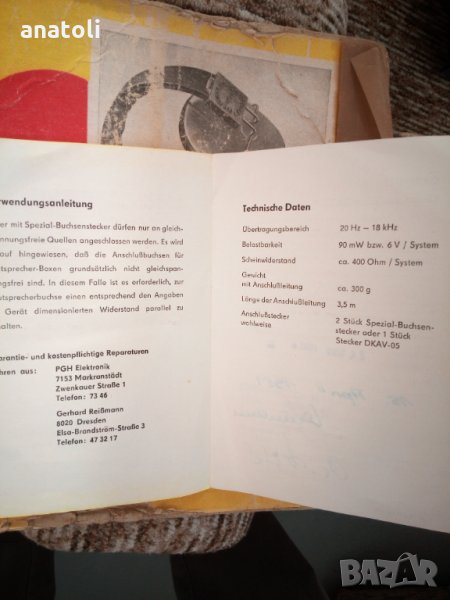 anatoli
rwendungsanleitung
er mit Spezial-Buchsenstecker dürfen nur an gleich-
nnungsfreie Quellen angeschlossen werden. Es wird
auf hingewiesen, daß die Anschlußbuchsen für
tsprecher-Boxen grundsätzlich nicht gleichspan-
ngsfrei sind. In diesem Falle ist es erforderlich, zur
utsprecherbuchse einen entsprechend den Angaben
Gerät dimensionierten Widerstand parallel zu
alten.
arantie- und kostenpflichtige Reparaturen
hren aus:
PGH Elektronik
7153 Markranstädt
Zwenkauer Straße 1
Telefon: 73 46
Gerhard Reißmann
8020 Dresden
Elsa-Brandström-Straße 3
Telefon: 47 32 17
Technische Daten
Übertragungsbereich 20 Hz – 18 kHz
Belastbarkeit 90 mW bzw. 6 V / System
Scheinwiderstand ca. 400 Ohm / System
Gewicht
mit Anschlußleitung ca. 300 g
Länge der Anschlußleitung 3,5 m
Anschlußstecker 2 Stück Spezial-Buchsen-
wahlweise stecker oder 1 Stück
Stecker DKAV-05
BAZAR